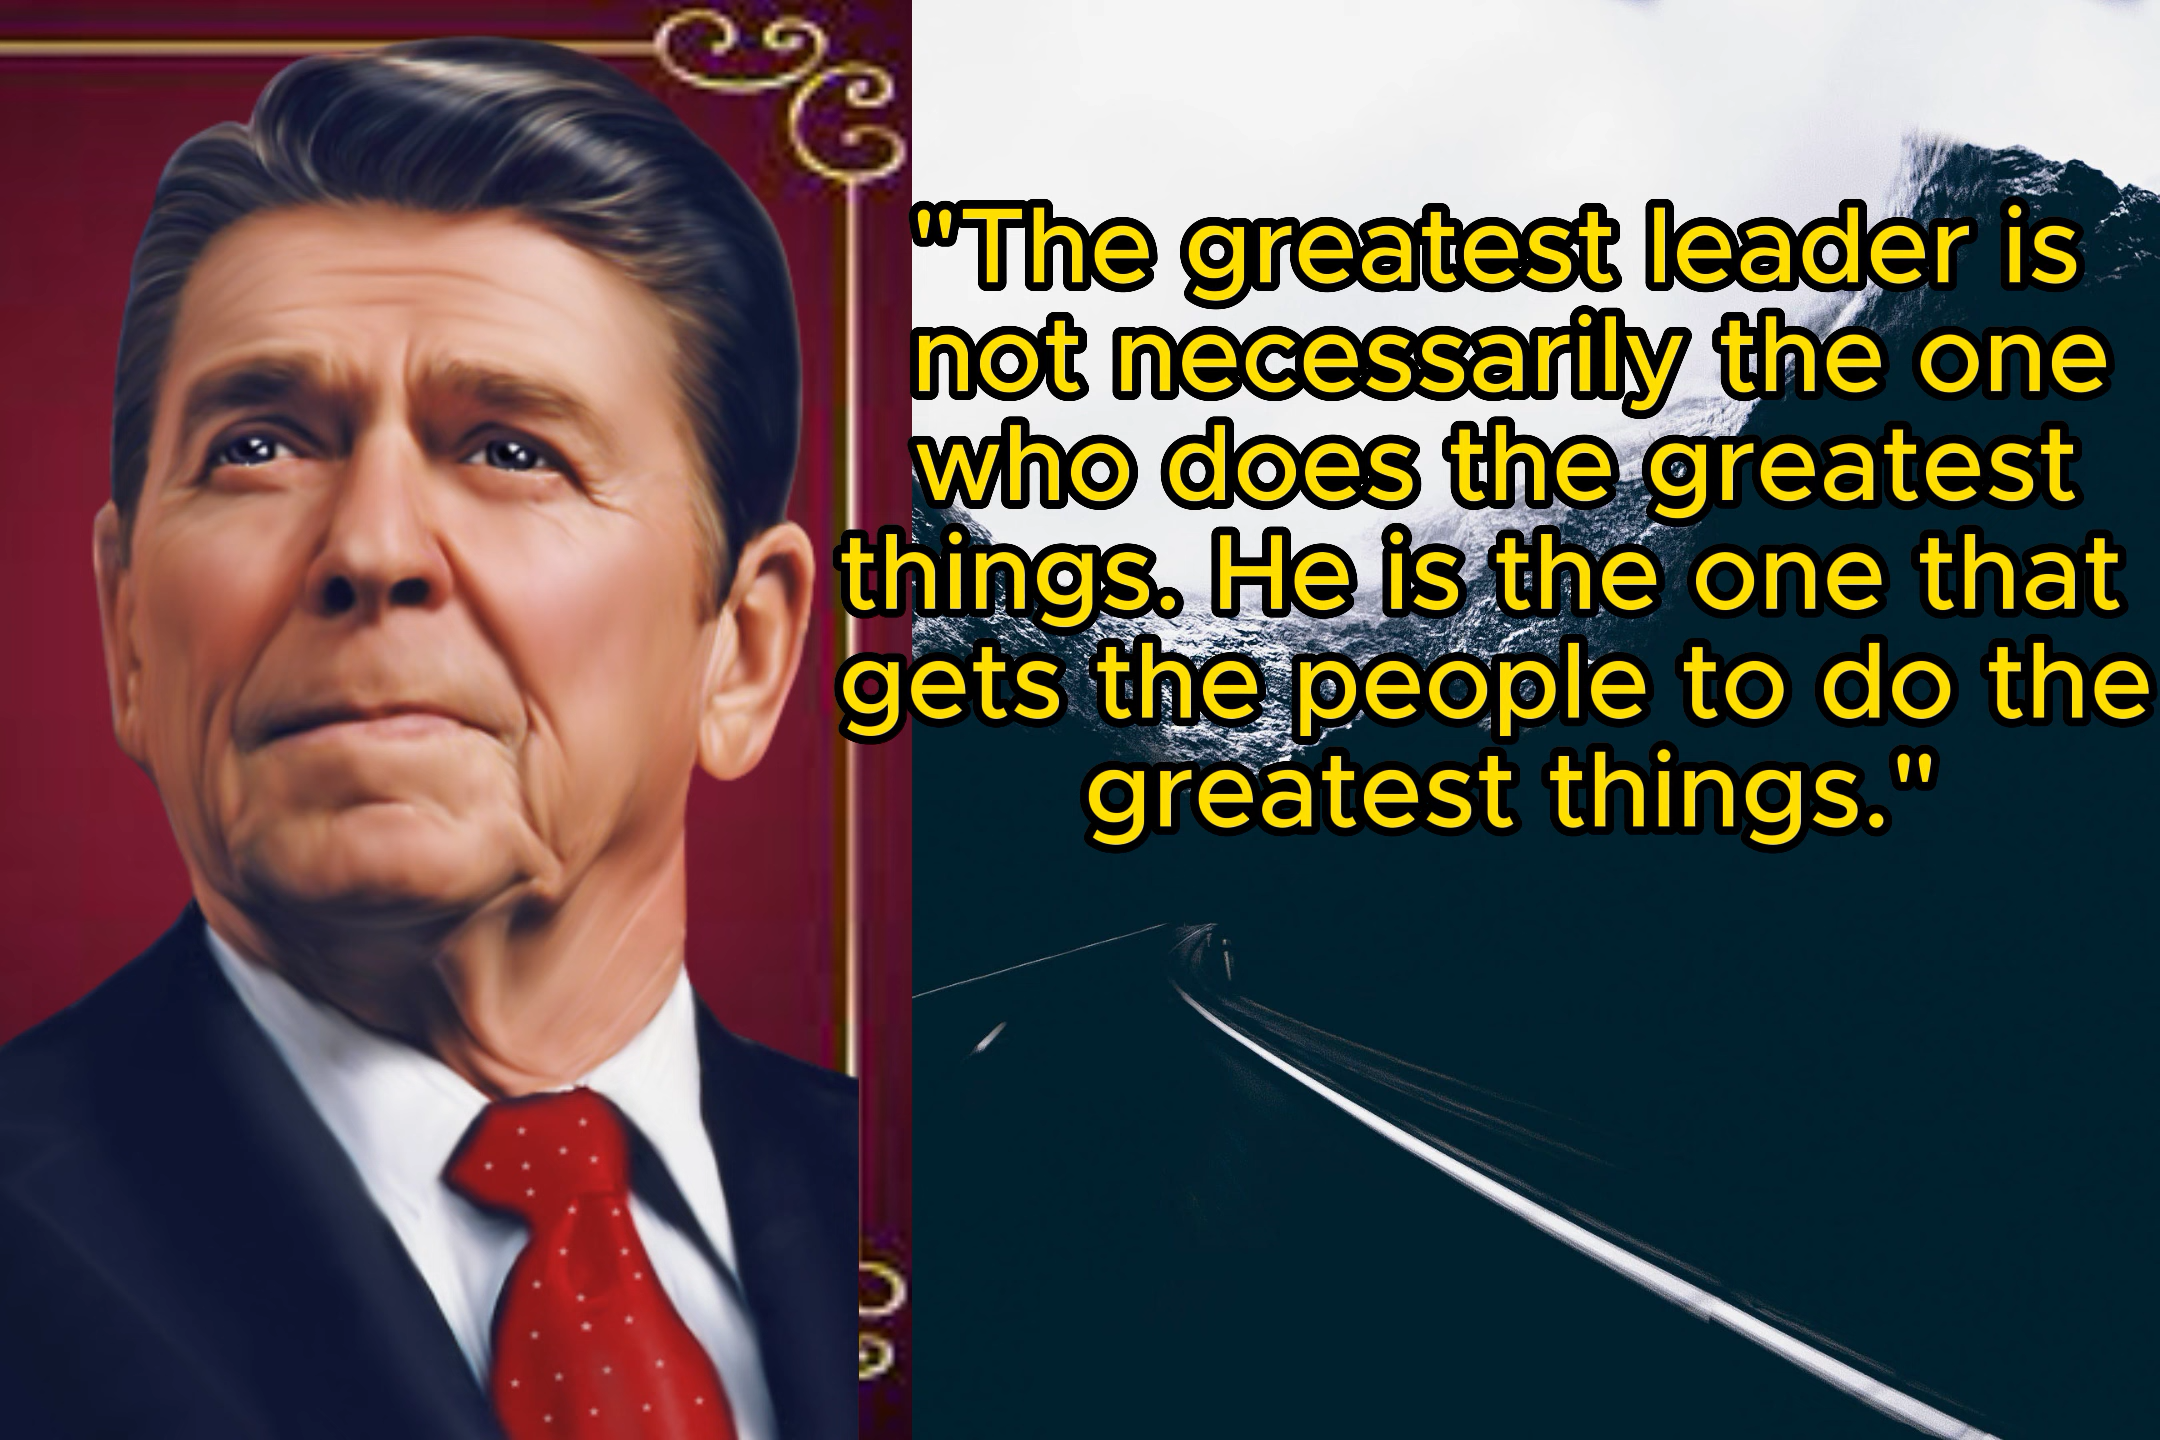 "The greatest leader is
not necessarily the one
who does the greatest
things. He is the one that
gets the people to do the
greatest things."